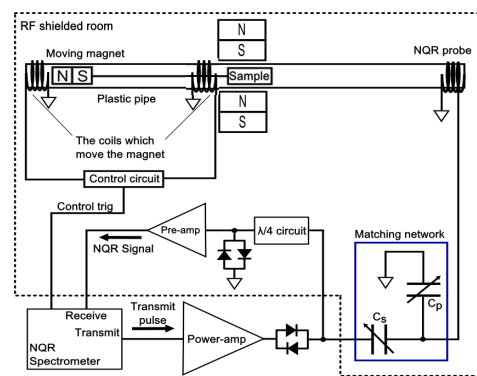 RF shielded room
N
S
Moving magnet
NQR probe
N S
Sample
Plastic pipe
N
S
The coils which
move the magnet
Control circuit
Control trig
Pre-amp
λ/4 circuit
NQR Signal
Matching network
Cp
Cs
Receive
Transmit
Transmit
pulse
Power-amp
NQR
Spectrometer